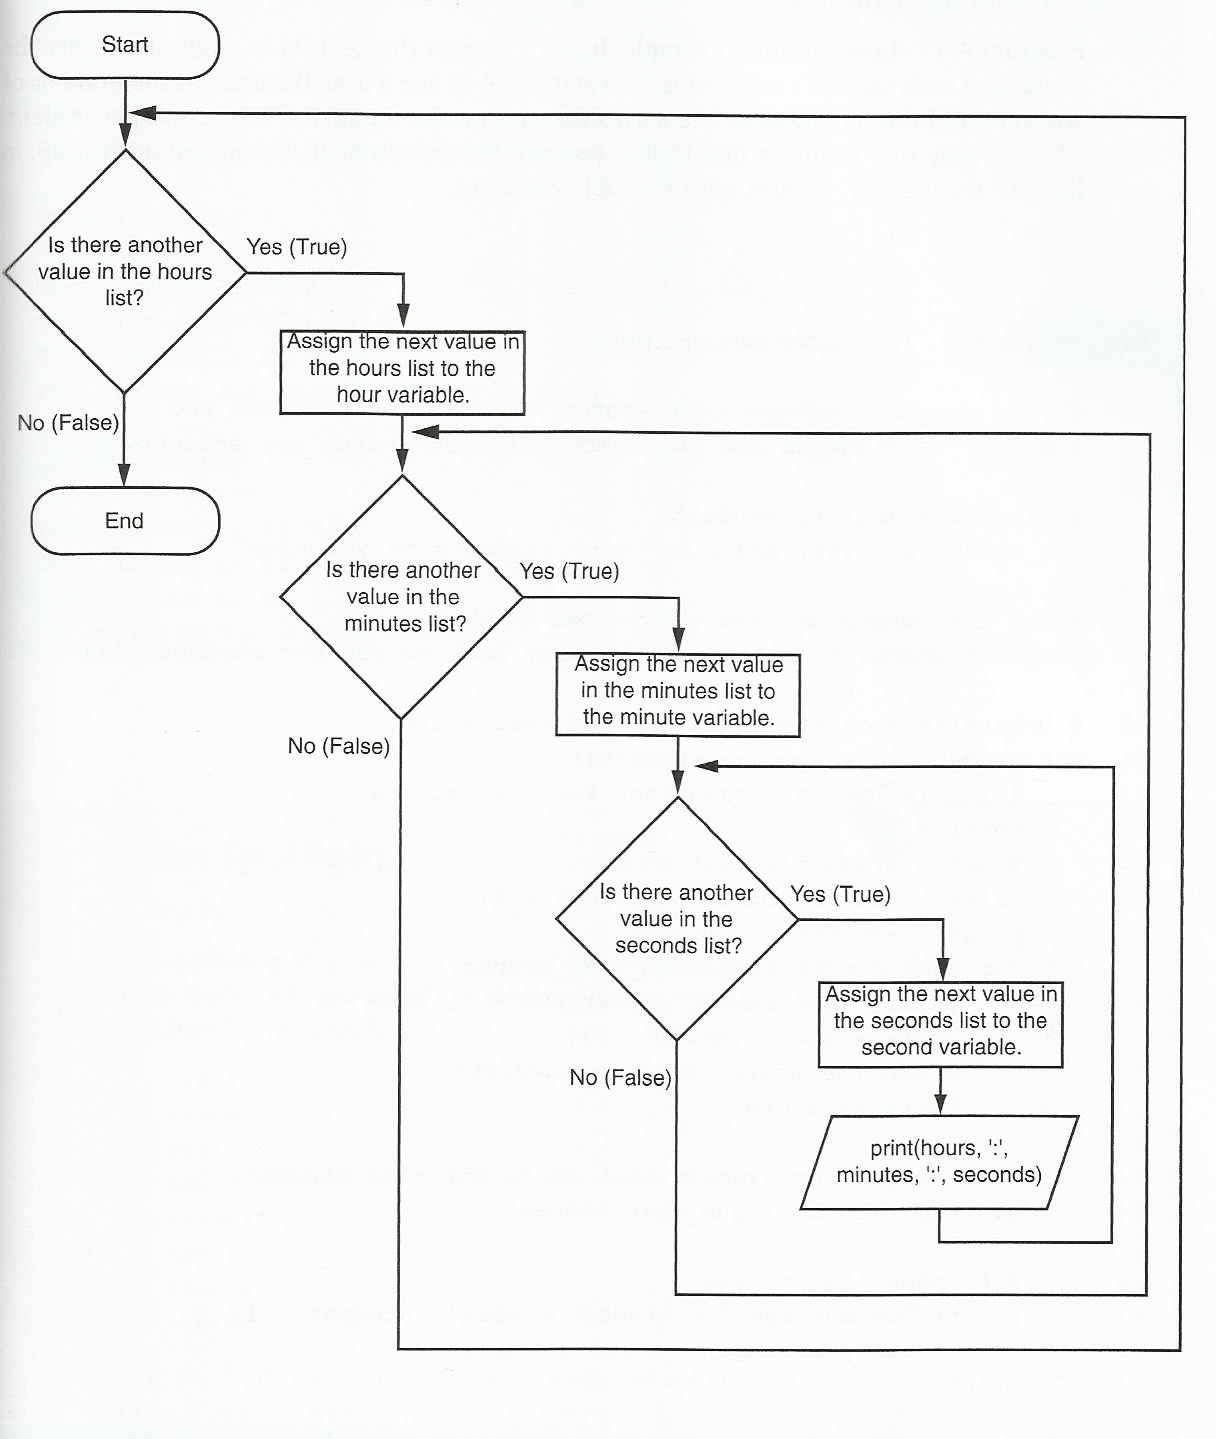 Start
Is there another
value in the hours
list?
Yes (True)
Assign the next value in
the hours list to the
hour variable.
No (False)
End
Is there another
value in the
minutes list?
Yes (True)
Assign the next value
in the minutes list to
the minute variable.
No (False)
Is there another
value in the
seconds list?
Yes (True)
Assign the next value in
the seconds list to the
second variable.
No (False)
print(hours, ':',
minutes, ':', seconds)